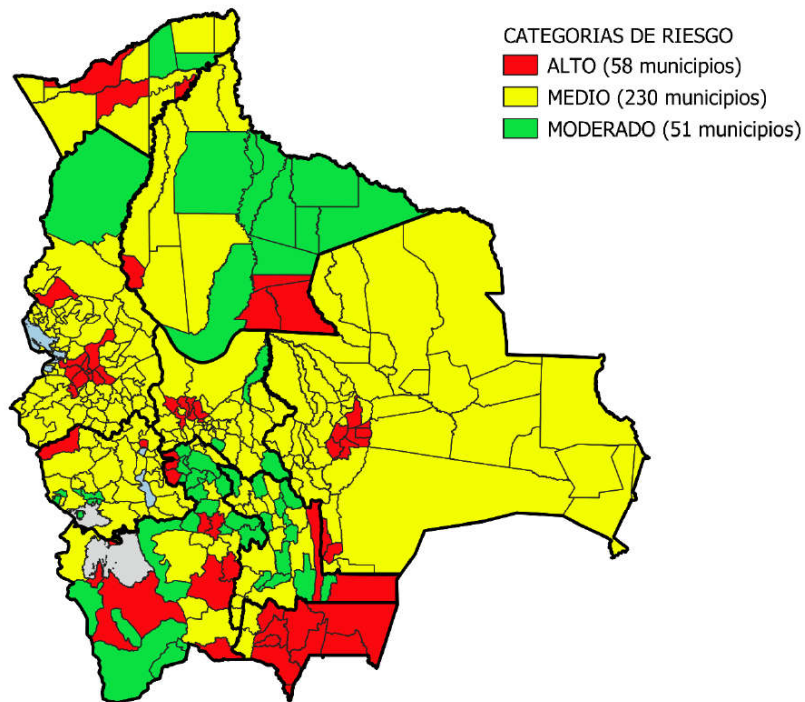 CATEGORIAS DE RIESGO
ALTO (58 municipios)
MEDIO (230 municipios)
MODERADO (51 municipios)